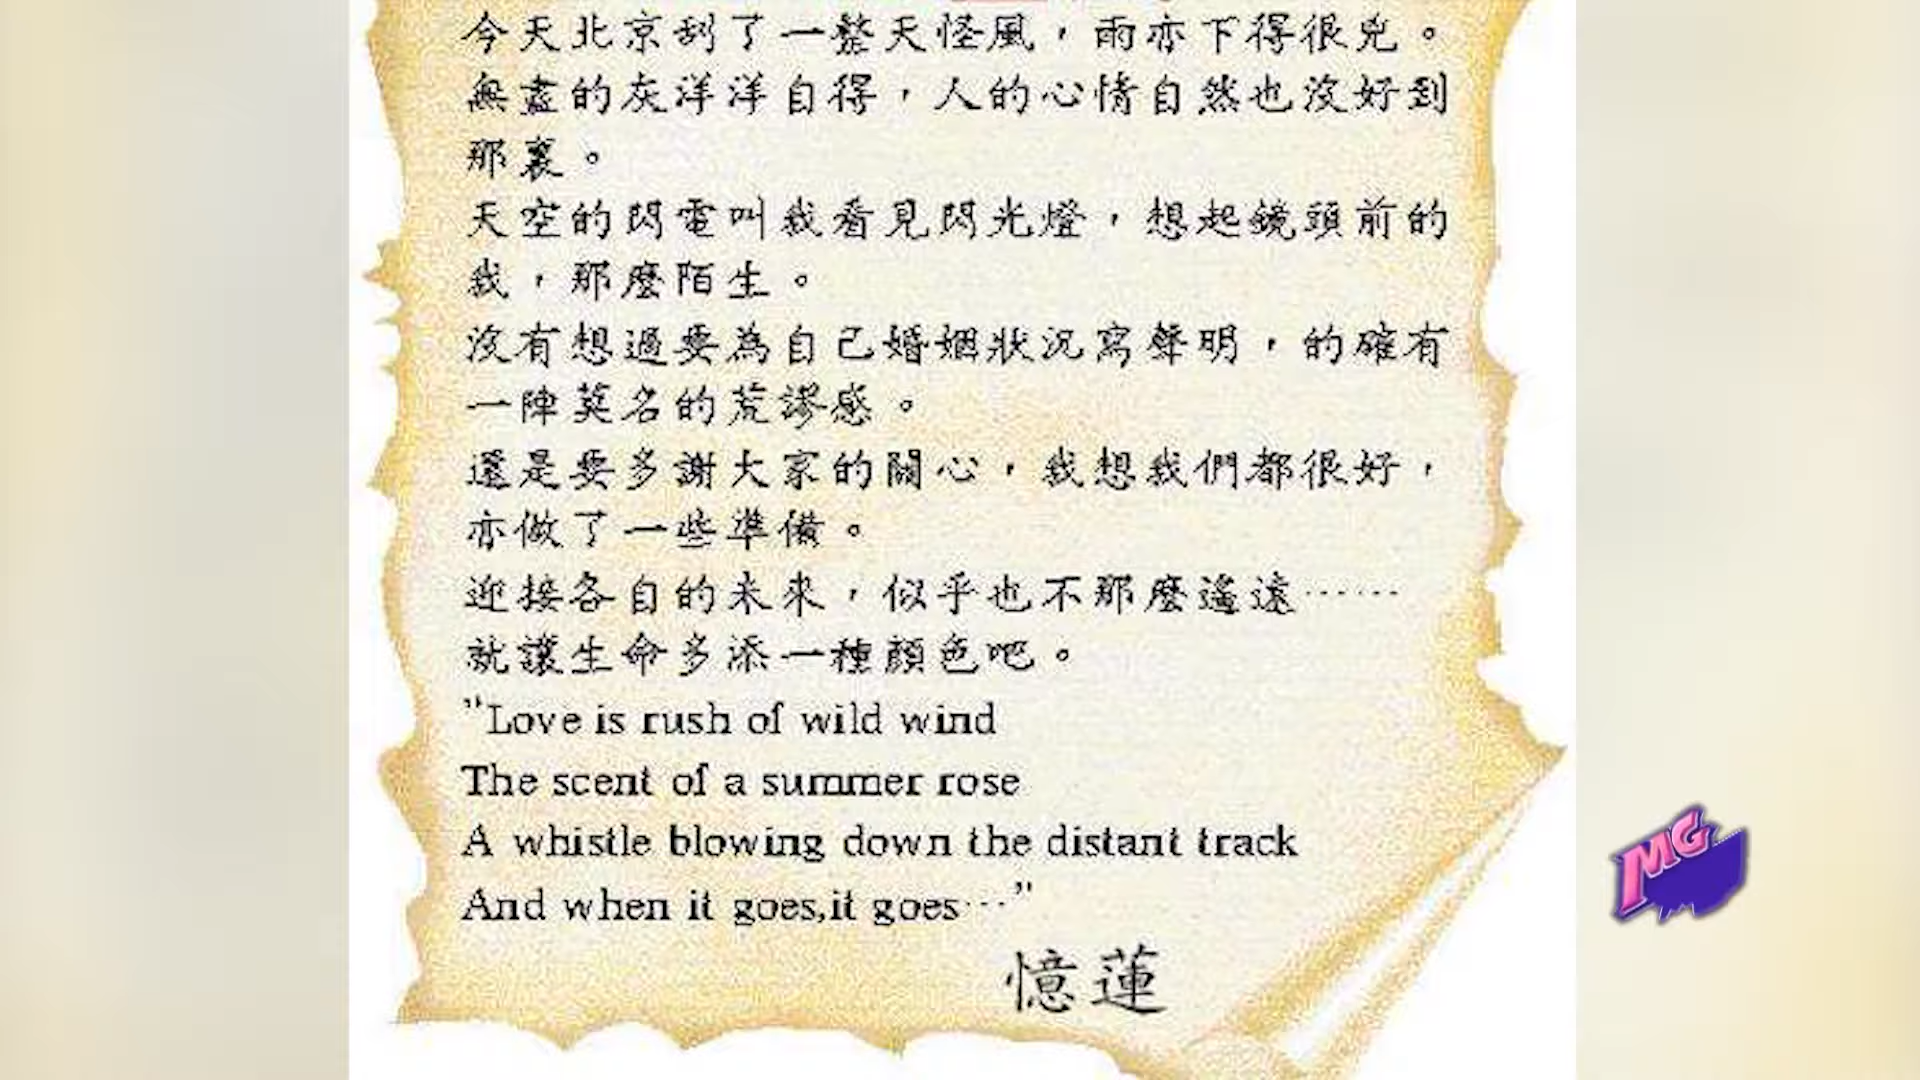 今天北京刮了一整天怪風，雨亦下得很兇。
無盡的灰洋洋自得，人的心情自然也沒好到
那裏。
天空的閃電叫我看見閃光燈，想起鏡頭前的
我，那麼陌生。
沒有想過要為自己婚姻狀況寫聲明，的確有
一陣莫名的荒謬感。
還是要多謝大家的關心，我想我們都很好，
亦做了一些準備。
迎接各自的未來，似乎也不那麼遙遠……
就讓生命多添一種顏色吧。
"Love is rush of wild wind
The scent of a summer rose
A whistle blowing down the distant track
And when it goes,it goes…"
憶蓮
MG